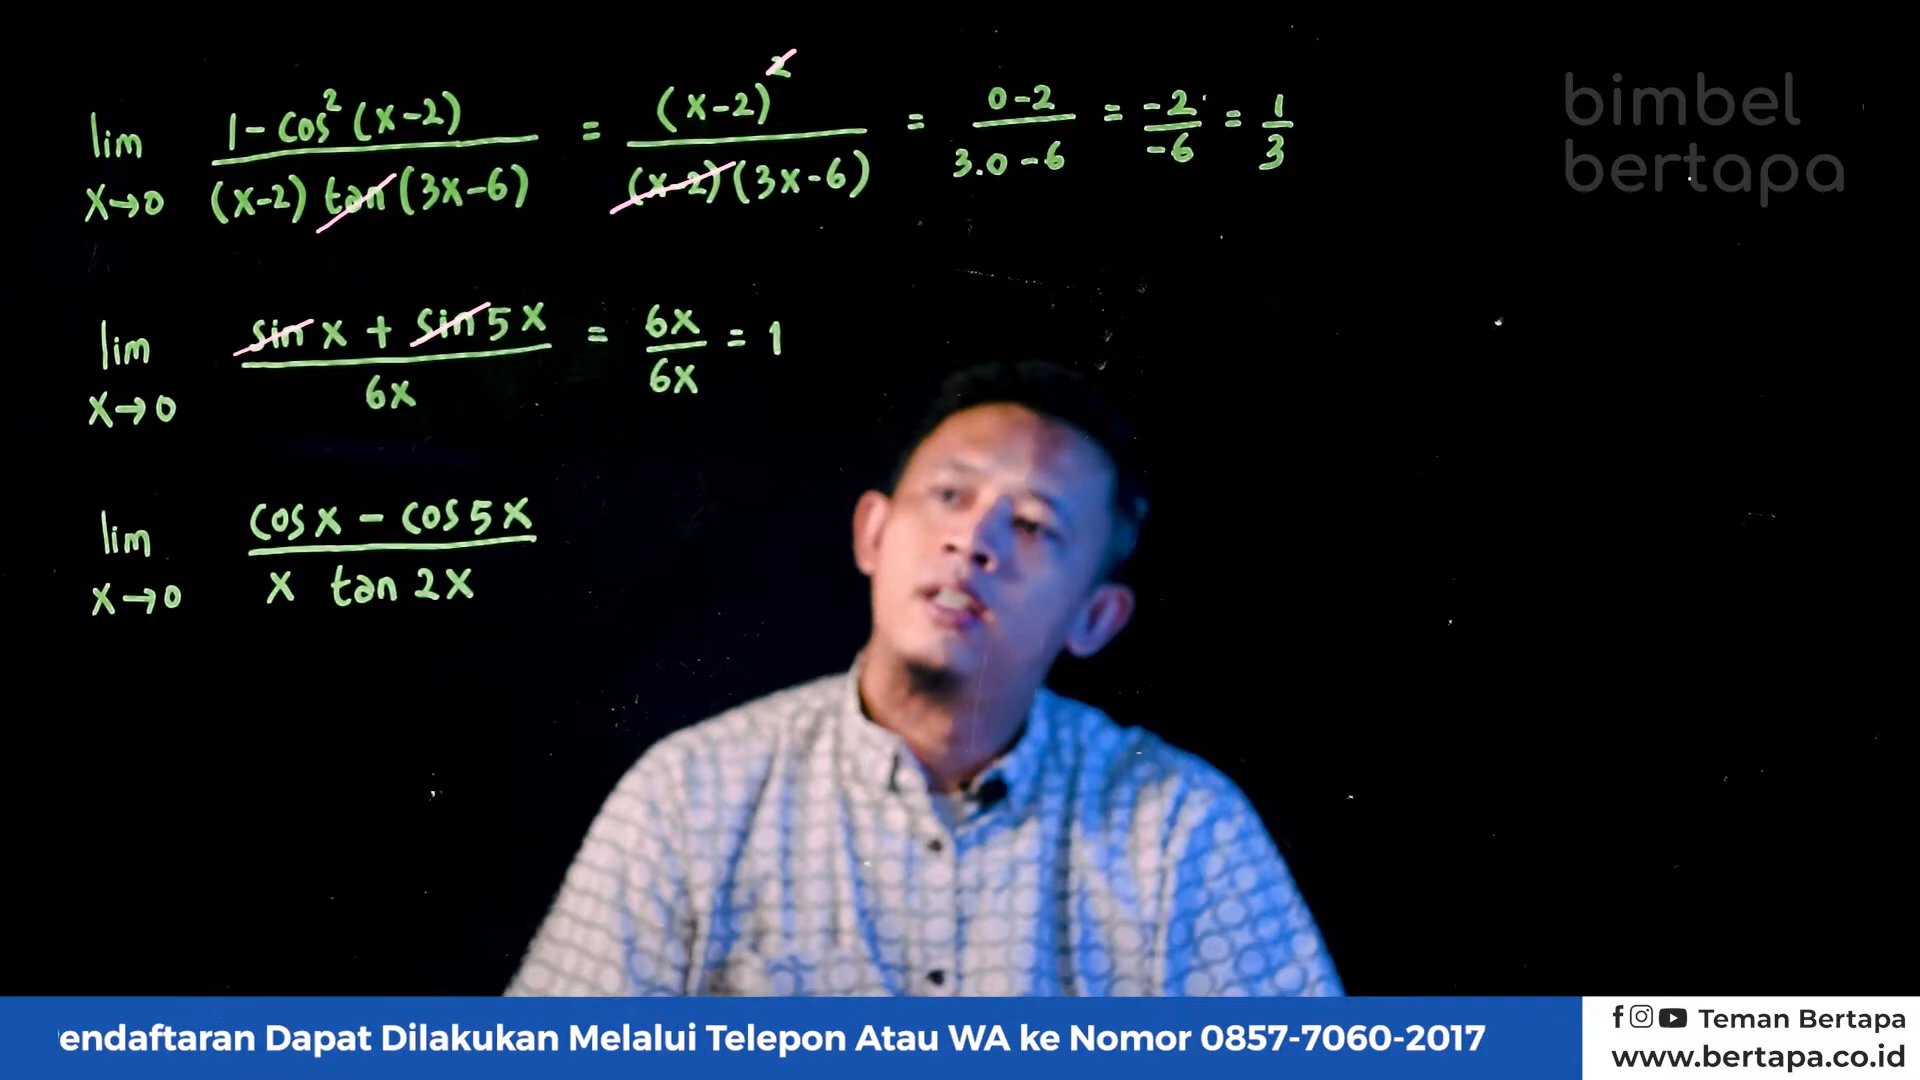 bimbel
bertapa
lim x→0 1 - cos²(x-2) / (x-2) tan (3x-6) = (x-2)² / (x-2)(3x-6) = 0-2 / 3.0-6 = -2 / -6 = 1 / 3
lim x→0 sin x + sin 5x / 6x = 6x / 6x = 1
lim x→0 cos x - cos 5x / x tan 2x
endaftaran Dapat Dilakukan Melalui Telepon Atau WA ke Nomor 0857-7060-2017
Teman Bertapa
www.bertapa.co.id